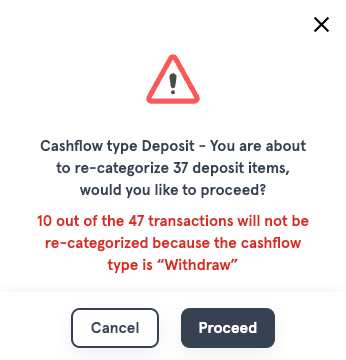 Cashflow type Deposit - You are about
to re-categorize 37 deposit items,
would you like to proceed?
10 out of the 47 transactions will not be
re-categorized because the cashflow
type is “Withdraw”
Cancel
Proceed